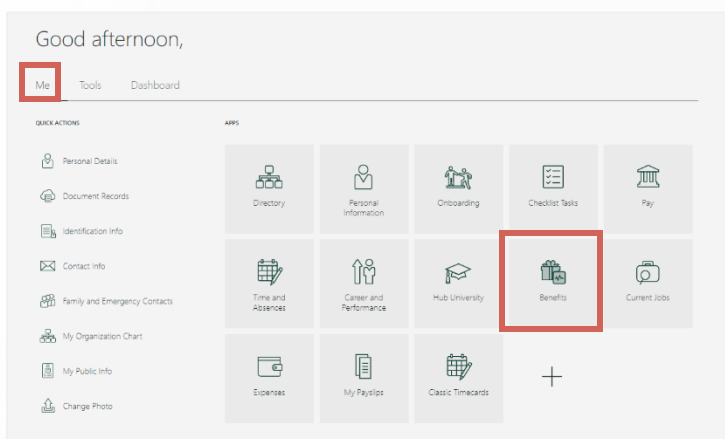 Good afternoon,
Me Tools Dashboard
QUICK ACTIONS
Personal Details
Document Records
Identification Info
Contact Info
Family and Emergency Contacts
My Organization Chart
My Public Info
Change Photo
APPS
Directory
Personal
Information
Onboarding
Checklist Tasks
Pay
Time and
Absences
Career and
Performance
Hub University
Benefits
Current Jobs
Expenses
My Payslips
Classic Timecards